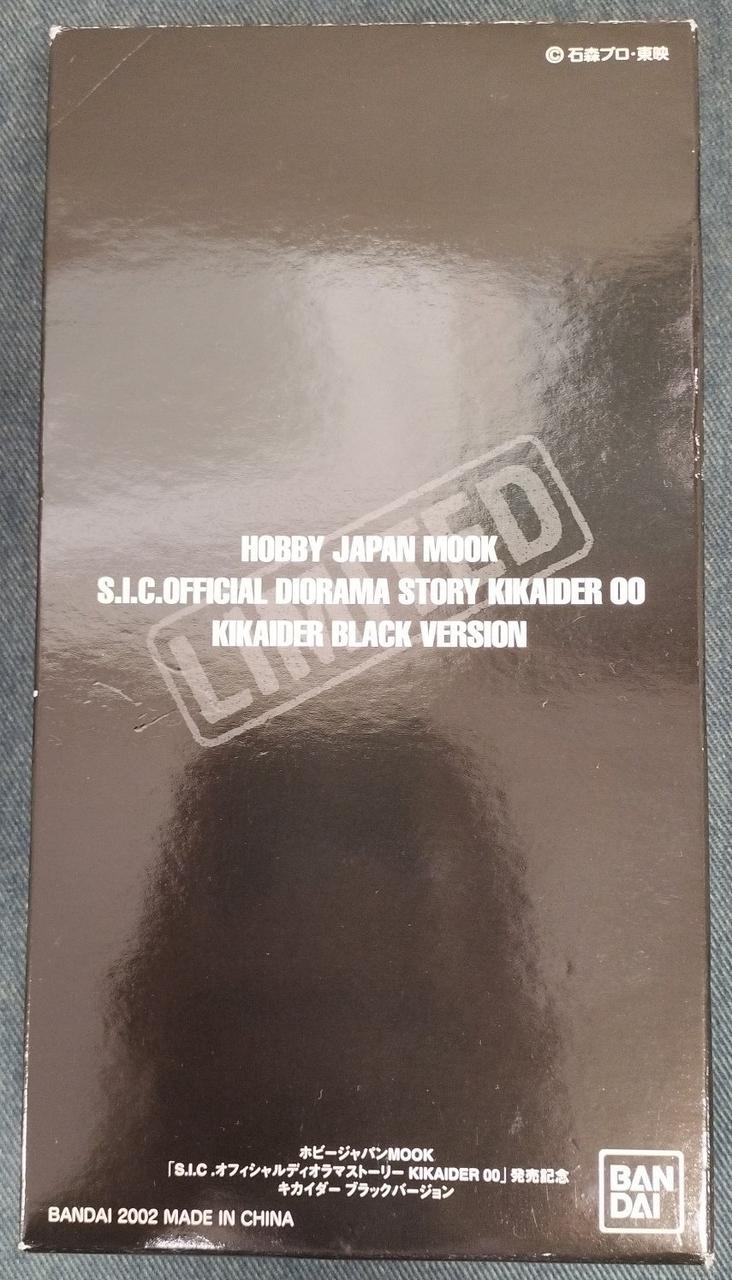 © 石森プロ・東映
LIMITED
HOBBY JAPAN MOOK
S.I.C.OFFICIAL DIORAMA STORY KIKAIDER 00
KIKAIDER BLACK VERSION
ホビージャパンMOOK
「S.I.C .オフィシャルディオラマストーリー KIKAIDER 00」発売記念
キカイダー ブラックバージョン
BANDAI 2002 MADE IN CHINA
BAN
DAI